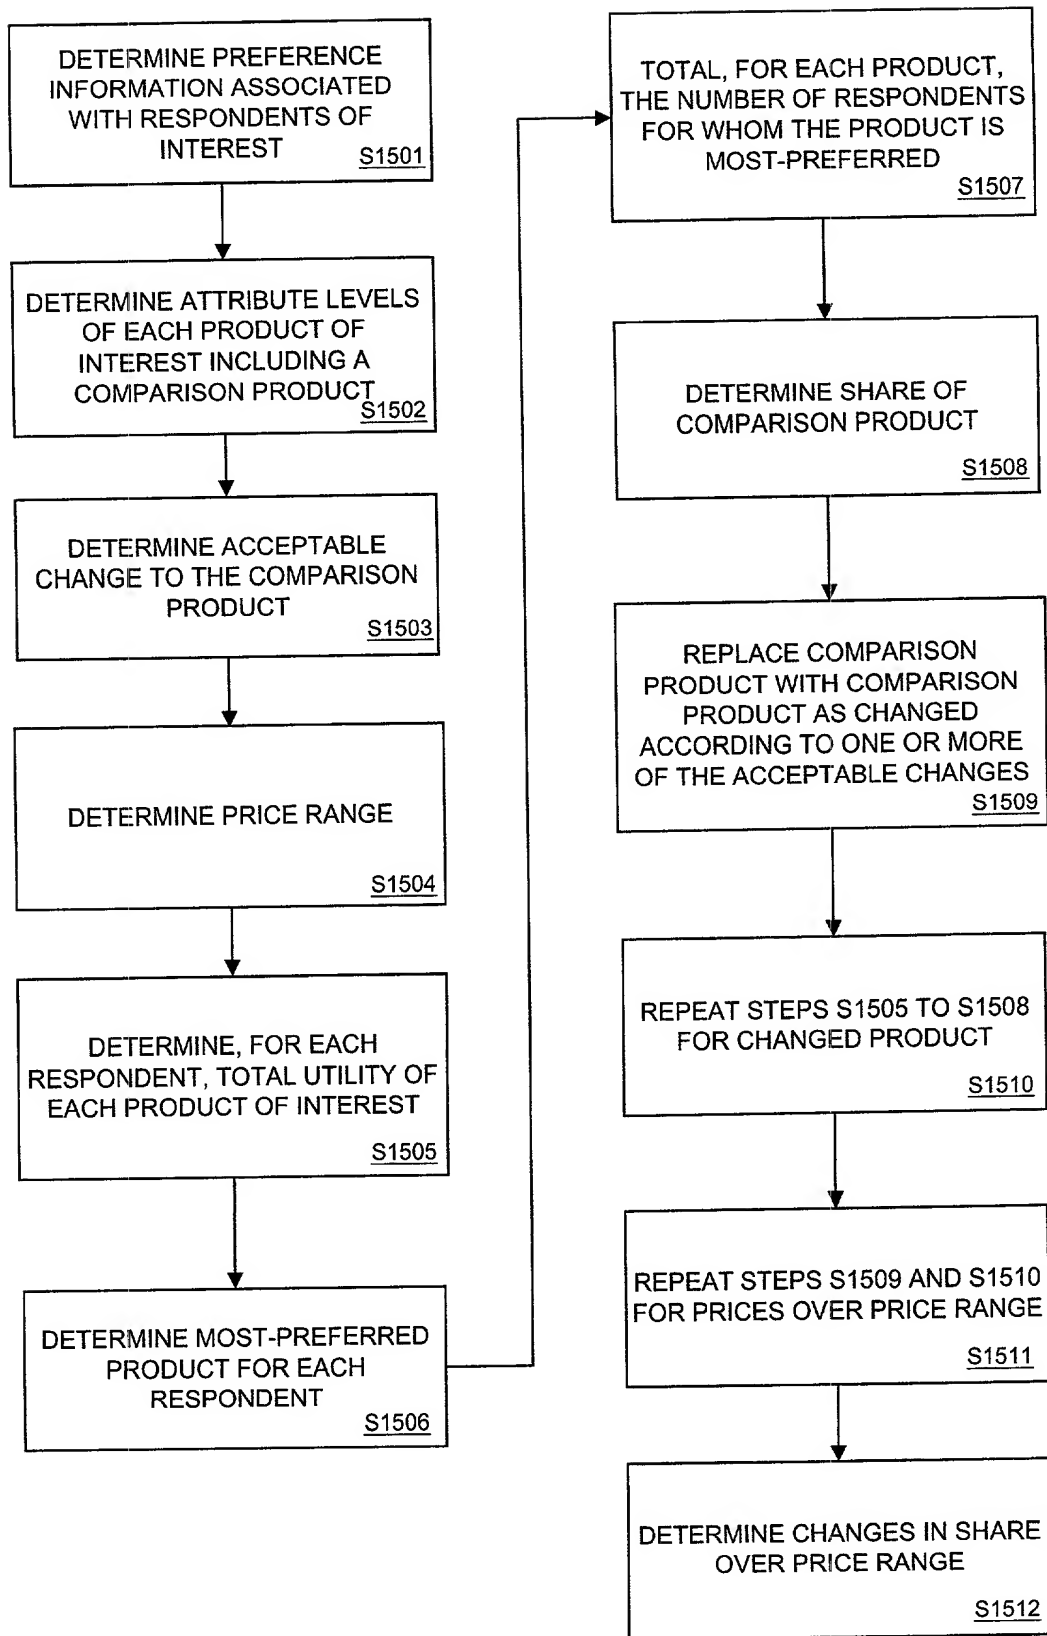 DETERMINE PREFERENCE
INFORMATION ASSOCIATED
WITH RESPONDENTS OF
INTEREST
S1501
DETERMINE ATTRIBUTE LEVELS
OF EACH PRODUCT OF
INTEREST INCLUDING A
COMPARISON PRODUCT
S1502
DETERMINE ACCEPTABLE
CHANGE TO THE COMPARISON
PRODUCT
S1503
DETERMINE PRICE RANGE
S1504
DETERMINE, FOR EACH
RESPONDENT, TOTAL UTILITY OF
EACH PRODUCT OF INTEREST
S1505
DETERMINE MOST-PREFERRED
PRODUCT FOR EACH
RESPONDENT
S1506
TOTAL, FOR EACH PRODUCT,
THE NUMBER OF RESPONDENTS
FOR WHOM THE PRODUCT IS
MOST-PREFERRED
S1507
DETERMINE SHARE OF
COMPARISON PRODUCT
S1508
REPLACE COMPARISON
PRODUCT WITH COMPARISON
PRODUCT AS CHANGED
ACCORDING TO ONE OR MORE
OF THE ACCEPTABLE CHANGES
S1509
REPEAT STEPS S1505 TO S1508
FOR CHANGED PRODUCT
S1510
REPEAT STEPS S1509 AND S1510
FOR PRICES OVER PRICE RANGE
S1511
DETERMINE CHANGES IN SHARE
OVER PRICE RANGE
S1512